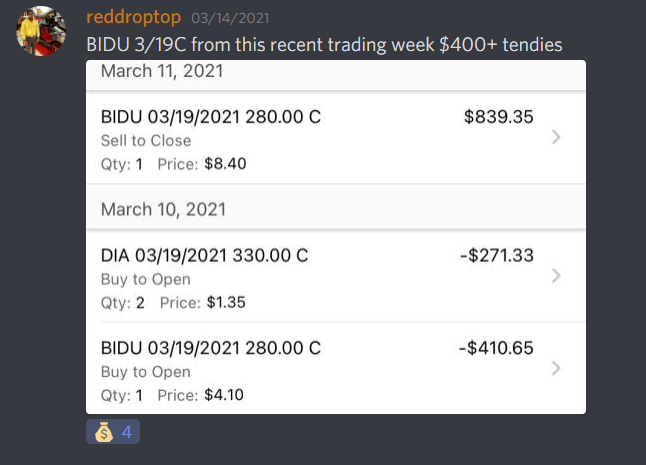 reddroptop 03/14/2021
BIDU 3/19C from this recent trading week $400+ tendies
March 11, 2021
BIDU 03/19/2021 280.00 C $839.35
Sell to Close
Qty: 1 Price: $8.40
March 10, 2021
DIA 03/19/2021 330.00 C -$271.33
Buy to Open
Qty: 2 Price: $1.35
BIDU 03/19/2021 280.00 C -$410.65
Buy to Open
Qty: 1 Price: $4.10
4